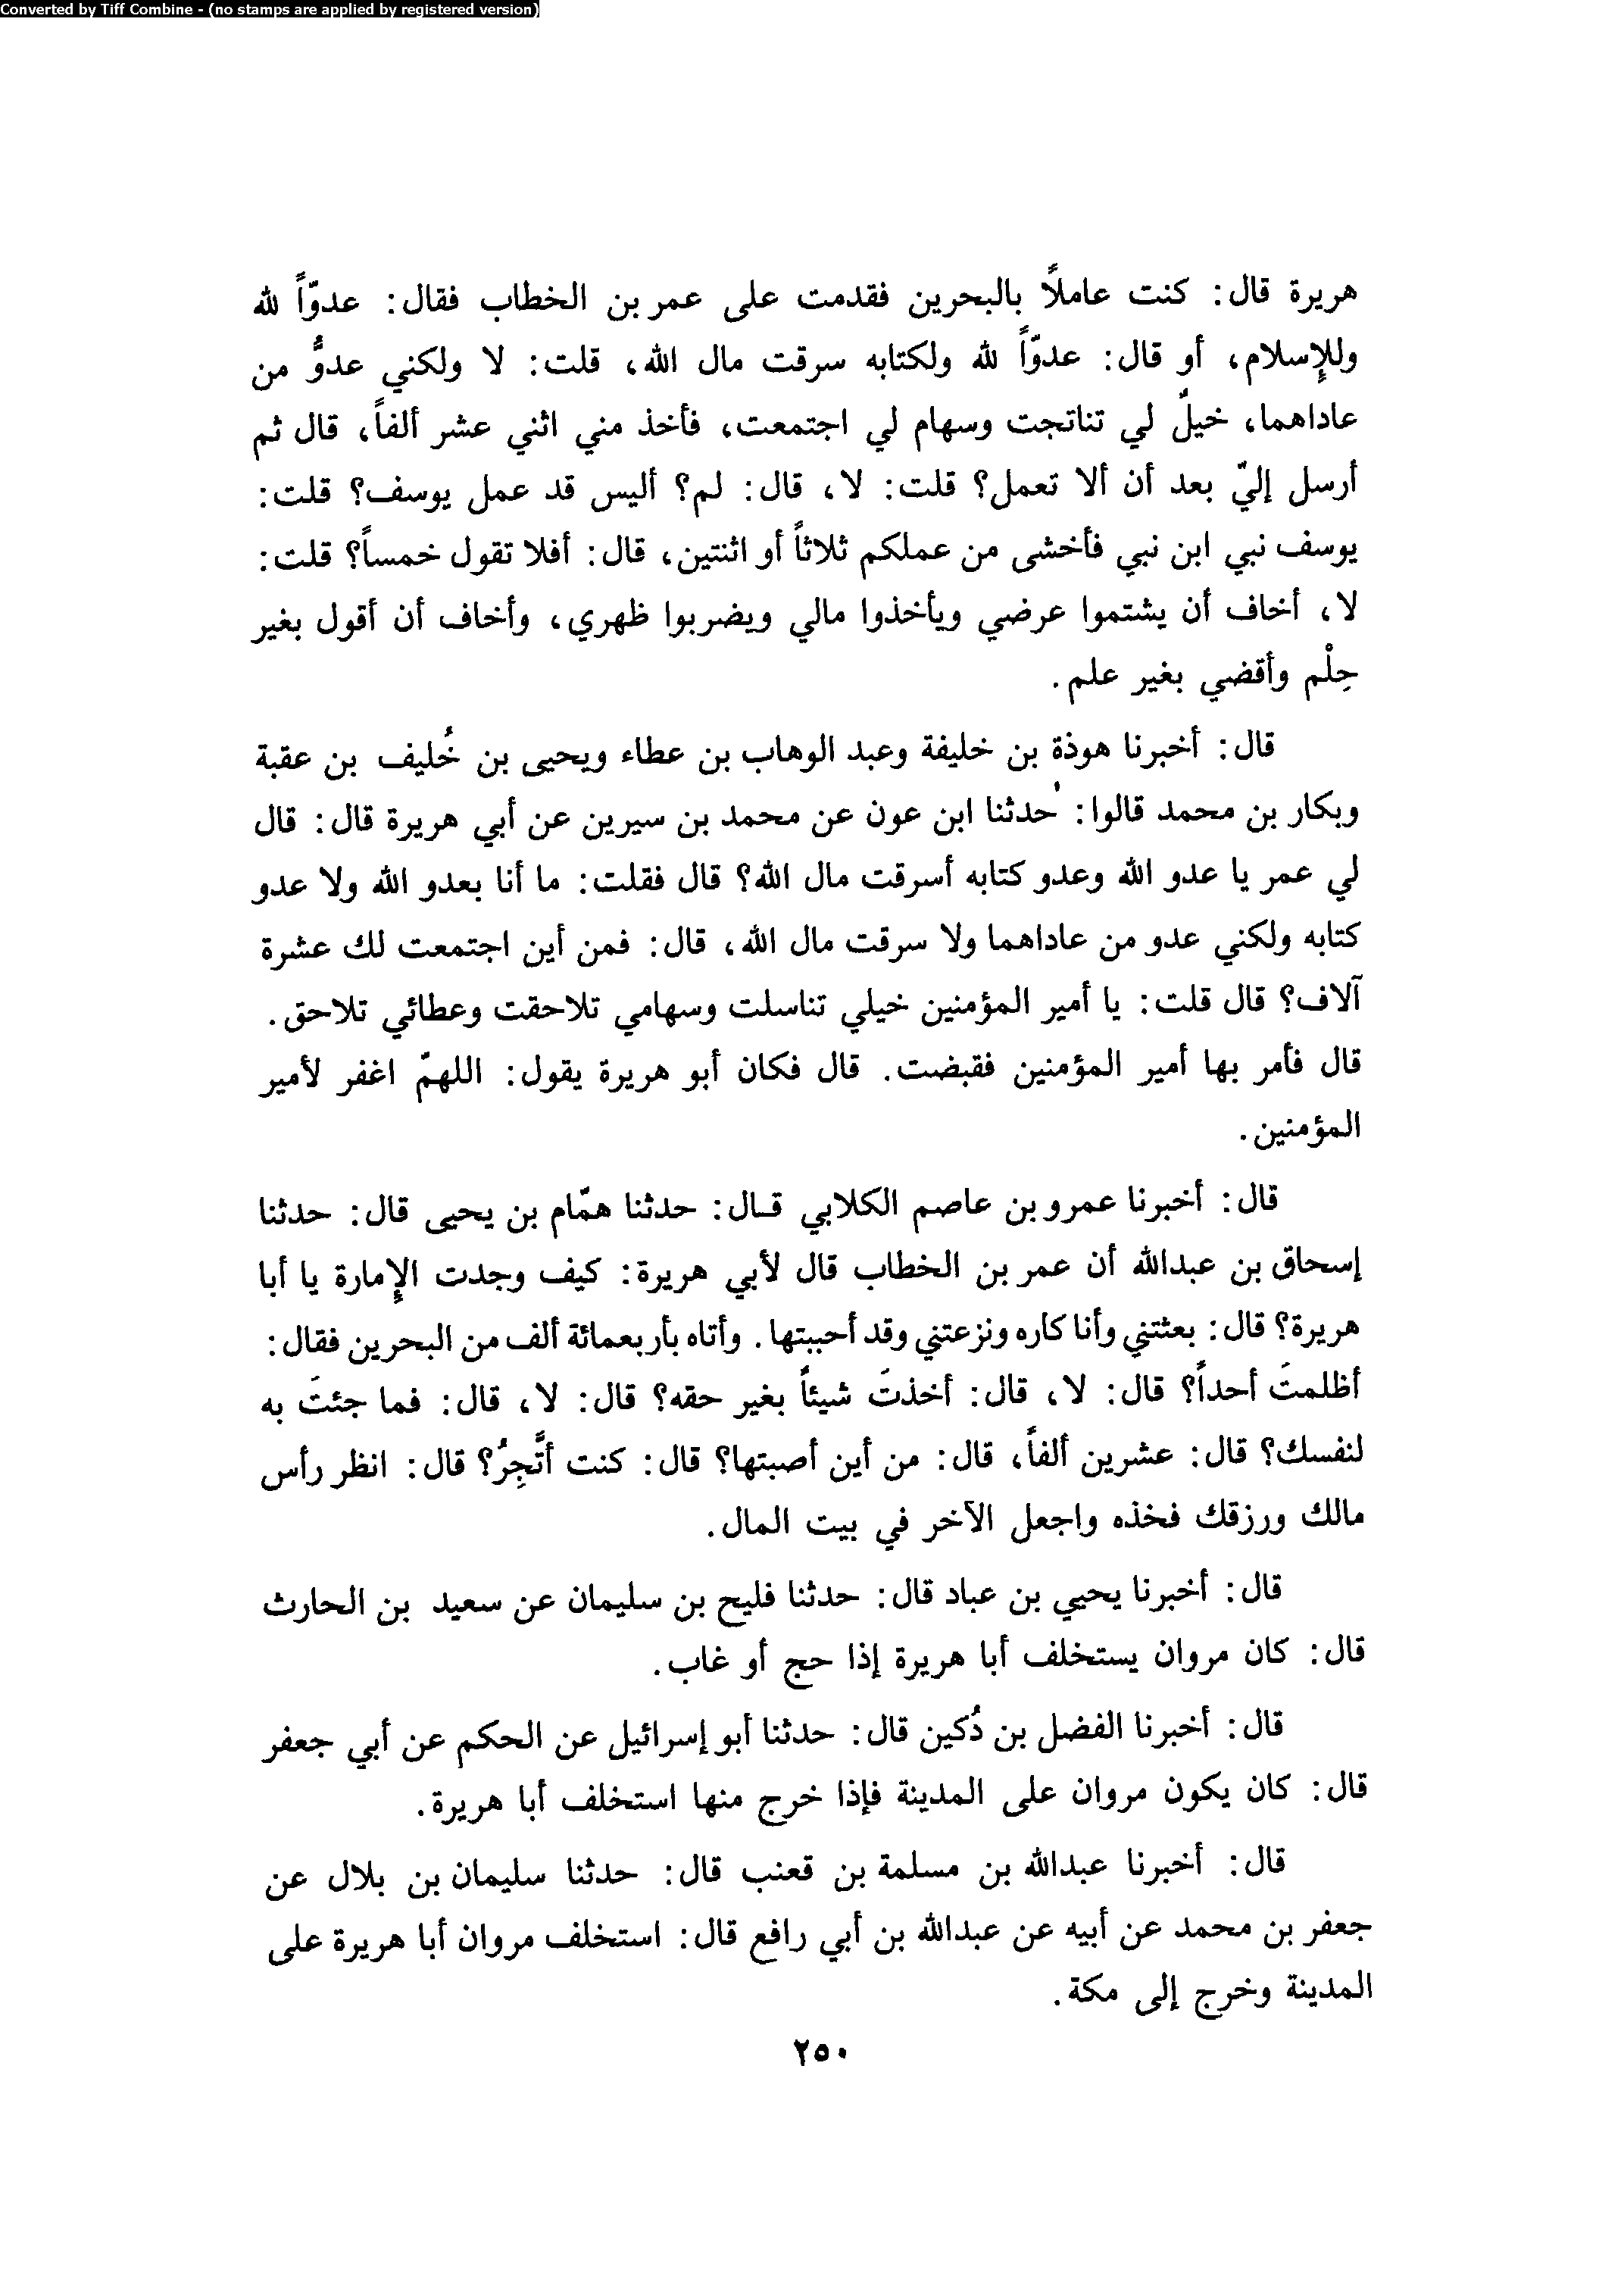 Converted by Tiff Combine - (no stamps are applied by registered version)
هريرة قال: كنت عاملاً بالبحرين فقدمت على عمر بن الخطاب فقال: عدوّاً لله
وللإسلام، أو قال: عدوّاً لله ولكتابه سرقت مال الله، قلت: لا ولكني عدوٌّ من
عاداهما، خيلٌ لي تناتجت وسهام لي اجتمعت، فأخذ مني اثني عشر ألفاً، قال ثم
أرسل إليّ بعد أن ألا تعمل؟ قلت: لا، قال: لم؟ أليس قد عمل يوسف؟ قلت:
يوسف نبي ابن نبي فأخشى من عملكم ثلاثاً أو اثنتين، قال: أفلا تقول خمساً؟ قلت:
لا، أخاف أن يشتموا عرضي ويأخذوا مالي ويضربوا ظهري، وأخاف أن أقول بغير
حِلْم وأقضي بغير علم.
قال: أخبرنا هوذة بن خليفة وعبد الوهاب بن عطاء ويحيى بن خُليف بن عقبة
وبكار بن محمد قالوا: حدثنا ابن عون عن محمد بن سيرين عن أبي هريرة قال: قال
لي عمر يا عدو الله وعدو كتابه أسرقت مال الله؟ قال فقلت: ما أنا بعدو الله ولا عدو
كتابه ولكني عدو من عاداهما ولا سرقت مال الله، قال: فمن أين اجتمعت لك عشرة
آلاف؟ قال قلت: يا أمير المؤمنين خيلي تناسلت وسهامي تلاحقت وعطائي تلاحق.
قال فأمر بها أمير المؤمنين فقبضت. قال فكان أبو هريرة يقول: اللهمّ اغفر لأمير
المؤمنين.
قال: أخبرنا عمرو بن عاصم الكلابي قال: حدثنا همّام بن يحيى قال: حدثنا
إسحاق بن عبدالله أن عمر بن الخطاب قال لأبي هريرة: كيف وجدت الإمارة يا أبا
هريرة؟ قال: بعثتني وأنا كاره ونزعتني وقد أحببتها. وأتاه بأربعمائة ألف من البحرين فقال:
أظلمتَ أحداً؟ قال: لا، قال: أخذتَ شيئاً بغير حقه؟ قال: لا، قال: فما جئتَ به
لنفسك؟ قال: عشرين ألفاً، قال: من أين أصبتها؟ قال: كنت أتَّجِرُ؟ قال: انظر رأس
مالك ورزقك فخذه واجعل الآخر في بيت المال.
قال: أخبرنا يحيي بن عباد قال: حدثنا فليح بن سليمان عن سعيد بن الحارث
قال: كان مروان يستخلف أبا هريرة إذا حج أو غاب.
قال: أخبرنا الفضل بن دُكين قال: حدثنا أبو إسرائيل عن الحكم عن أبي جعفر
قال: كان يكون مروان على المدينة فإذا خرج منها استخلف أبا هريرة.
قال: أخبرنا عبدالله بن مسلمة بن قعنب قال: حدثنا سليمان بن بلال عن
جعفر بن محمد عن أبيه عن عبدالله بن أبي رافع قال: استخلف مروان أبا هريرة على
المدينة وخرج إلى مكة.
٢٥٠